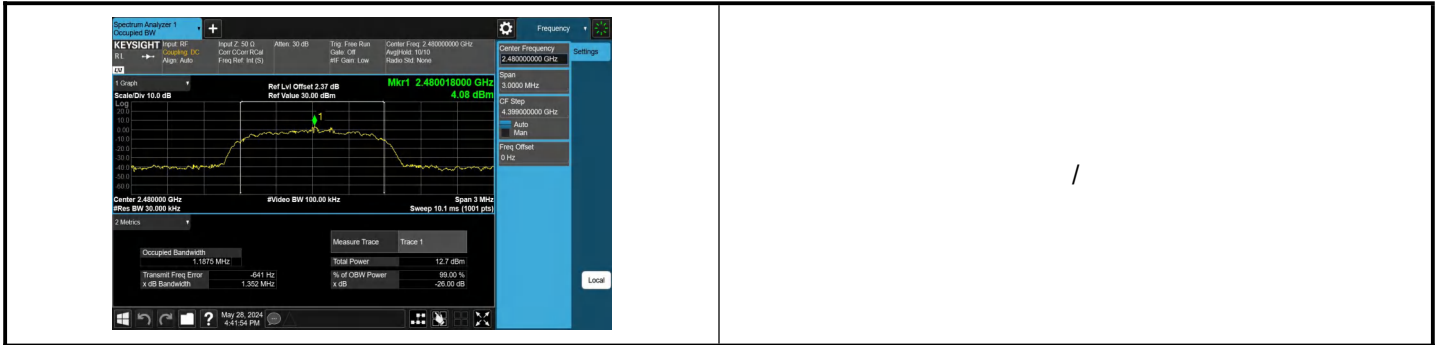 Spectrum Analyzer 1
Occupied BW
+
Frequency
KEYSIGHT Input: RF
RL
Coupling: DC
Align: Auto
LXI
Input Z: 50 Ω
Corr CCorr RCal
Freq Ref: Int (S)
Atten: 30 dB
Trig: Free Run
Gate: Off
#IF Gain: Low
Center Freq: 2.480000000 GHz
Avg|Hold: 10/10
Radio Std: None
Center Frequency
2.480000000 GHz
Settings
Span
3.0000 MHz
CF Step
4.399000000 GHz
Auto
Man
Freq Offset
0 Hz
1 Graph
Scale/Div 10.0 dB
Log
Ref Lvl Offset 2.37 dB
Ref Value 30.00 dBm
Mkr1 2.480018000 GHz
4.08 dBm
20.0
10.0
0.00
-10.0
-20.0
-30.0
-40.0
-50.0
-60.0
1
Center 2.480000 GHz
#Res BW 30.000 kHz
#Video BW 100.00 kHz
Span 3 MHz
Sweep 10.1 ms (1001 pts)
2 Metrics
Measure Trace Trace 1
Occupied Bandwidth
1.1875 MHz
Total Power 12.7 dBm
Transmit Freq Error -641 Hz
% of OBW Power 99.00 %
x dB Bandwidth 1.352 MHz
x dB -26.00 dB
Local
?
May 28, 2024
4:41:54 PM
/